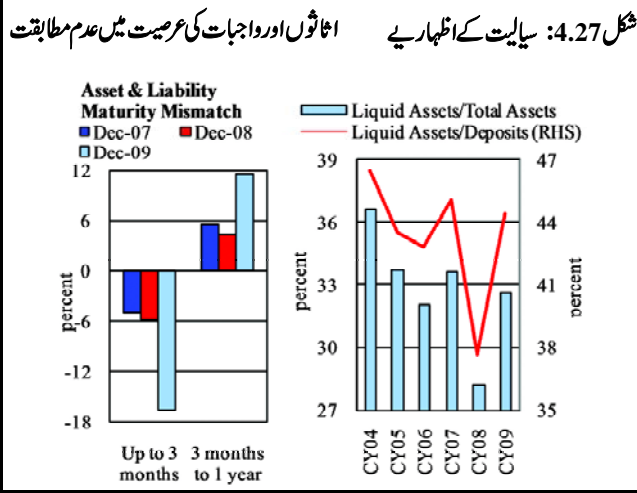 شکل 4.27: سیالیت کے اظہاریے اثاثوں اور واجبات کی عرصیت میں عدم مطابقت
Asset & Liability
Maturity Mismatch
Dec-07 Dec-08
Dec-09
12
6
0
-6
-12
-18
percent
Up to 3 months
3 months to 1 year
Liquid Assets/Total Assets
Liquid Assets/Deposits (RHS)
39
36
33
30
27
percent
47
44
41
38
35
percent
CY04
CY05
CY06
CY07
CY08
CY09